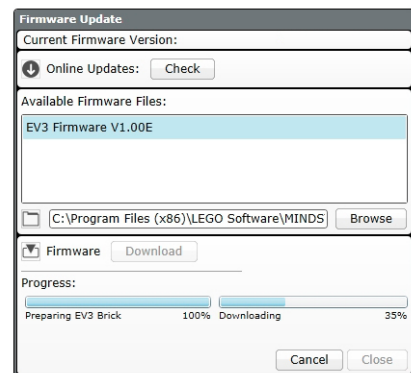 Firmware Update
Current Firmware Version:
Online Updates: Check
Available Firmware Files:
EV3 Firmware V1.00E
C:\Program Files (x86)\LEGO Software\MINDS Browse
Firmware Download
Progress:
Preparing EV3 Brick 100% Downloading 35%
Cancel Close